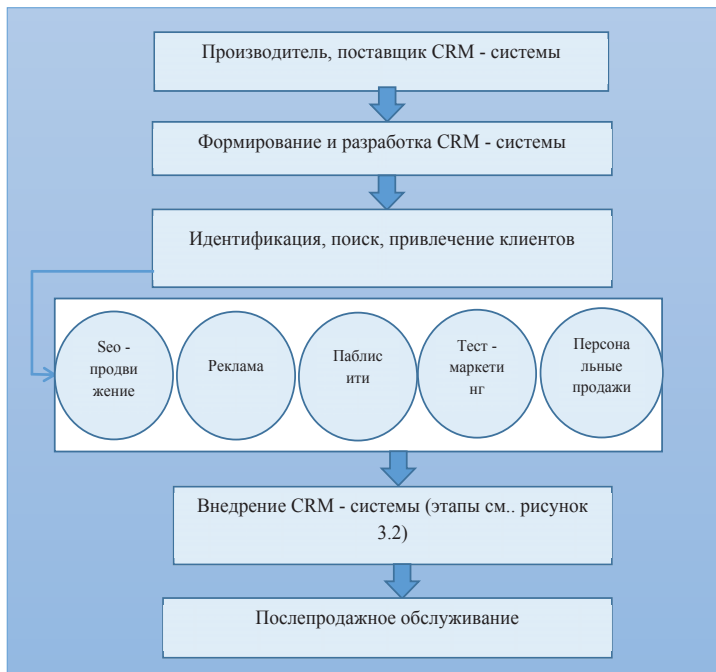 Производитель, поставщик CRM - системы
Формирование и разработка CRM - системы
Идентификация, поиск, привлечение клиентов
Seo -
продви
жение
Реклама
Паблис
ити
Тест -
маркети
нг
Персона
льные
продажи
Внедрение CRM - системы (этапы см.. рисунок
3.2)
Послепродажное обслуживание